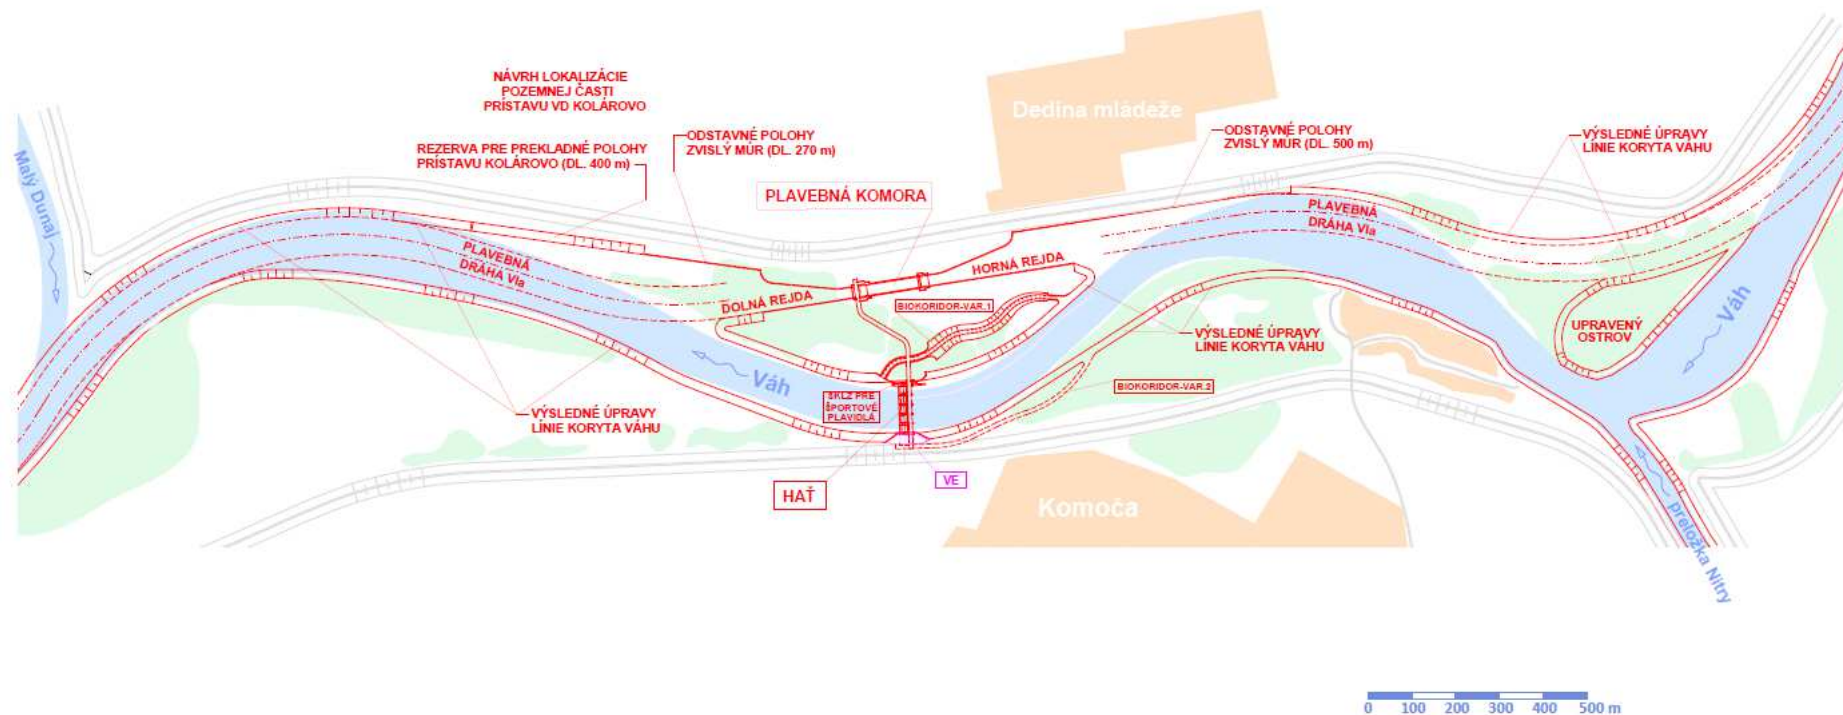 NÁVRH LOKALIZÁCIE
POZEMNEJ ČASTI
PRÍSTAVU VD KOLÁROVO
REZERVA PRE PREKLADNÉ POLOHY
PRÍSTAVU KOLÁROVO (DL. 400 m)
ODSTAVNÉ POLOHY
ZVISLÝ MÚR (DL. 270 m)
PLAVEBNÁ KOMORA
Dedina mládeže
ODSTAVNÉ POLOHY
ZVISLÝ MÚR (DL. 500 m)
VÝSLEDNÉ ÚPRAVY
LÍNIE KORYTA VÁHU
Malý Dunaj
PLAVEBNÁ
DRÁHA VIa
DOLNÁ REJDA
HORNÁ REJDA
PLAVEBNÁ
DRÁHA VIa
BIOKORIDOR-VAR.1
VÝSLEDNÉ ÚPRAVY
LÍNIE KORYTA VÁHU
UPRAVENÝ
OSTROV
Váh
Váh
BIOKORIDOR-VAR.2
SKLZ PRE
ŠPORTOVÉ
PLAVIDLÁ
VÝSLEDNÉ ÚPRAVY
LÍNIE KORYTA VÁHU
HAŤ
VE
Komoča
preložka Nitry
0 100 200 300 400 500 m